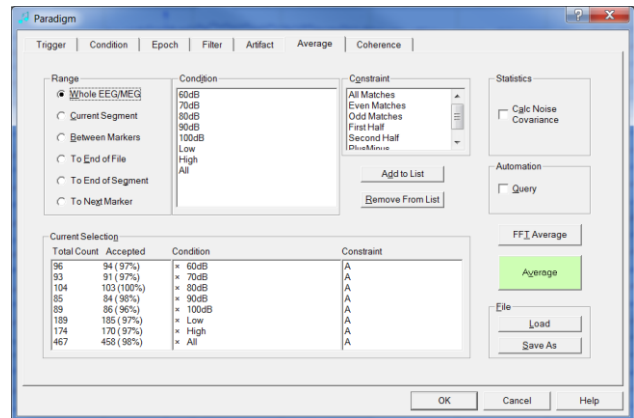 Paradigm
? X
Trigger Condition Epoch Filter Artifact Average Coherence
Range
Whole EEG/MEG
Current Segment
Between Markers
To End of File
To End of Segment
To Next Marker
Condition
60dB
70dB
80dB
90dB
100dB
Low
High
All
Constraint
All Matches
Even Matches
Odd Matches
First Half
Second Half
PlusMinus
Add to List
Remove From List
Statistics
Calc Noise
Covariance
Automation
Query
FFT Average
Average
File
Load
Save As
Current Selection
Total Count Accepted Condition Constraint
96 94 ( 97%) × 60dB A
93 91 ( 97%) × 70dB A
104 103 (100%) × 80dB A
85 84 ( 98%) × 90dB A
89 86 ( 96%) × 100dB A
189 185 ( 97%) × Low A
174 170 ( 97%) × High A
467 458 ( 98%) × All A
OK Cancel Help